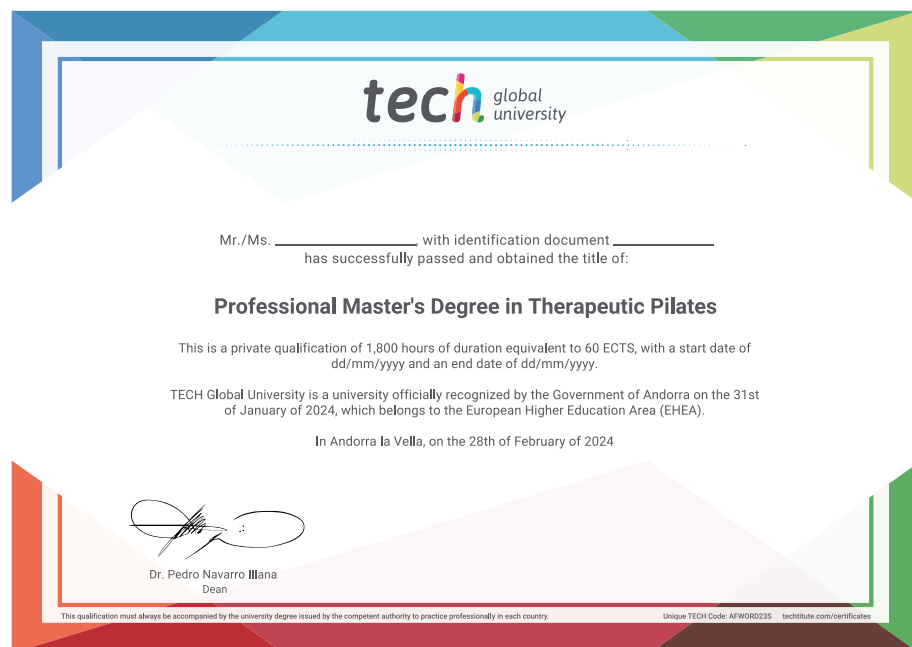 tech global university
Mr./Ms. ____________, with identification document ____________
has successfully passed and obtained the title of:
Professional Master's Degree in Therapeutic Pilates
This is a private qualification of 1,800 hours of duration equivalent to 60 ECTS, with a start date of
dd/mm/yyyy and an end date of dd/mm/yyyy.
TECH Global University is a university officially recognized by the Government of Andorra on the 31st
of January of 2024, which belongs to the European Higher Education Area (EHEA).
In Andorra la Vella, on the 28th of February of 2024
Dr. Pedro Navarro Illana
Dean
This qualification must always be accompanied by the university degree issued by the competent authority to practice professionally in each country. Unique TECH Code: AFWORD23S techtitute.com/certificates